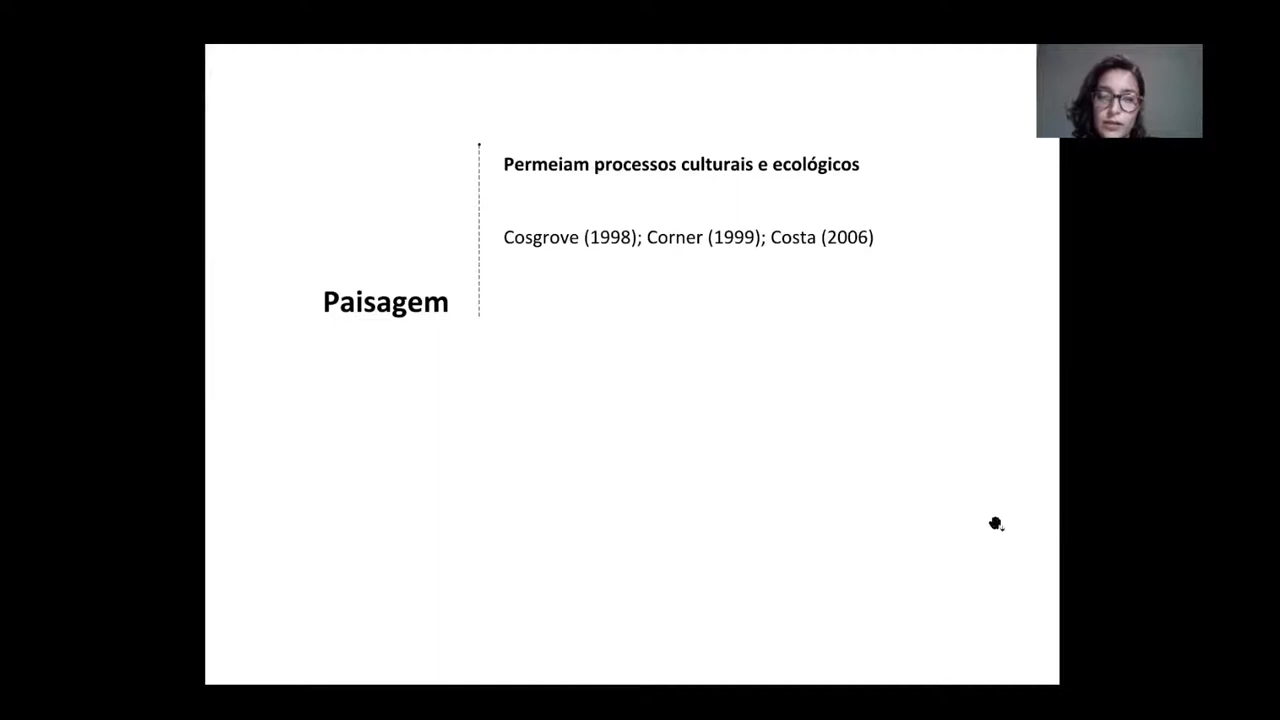 Permeiam processos culturais e ecológicos
Cosgrove (1998); Corner (1999); Costa (2006)
Paisagem